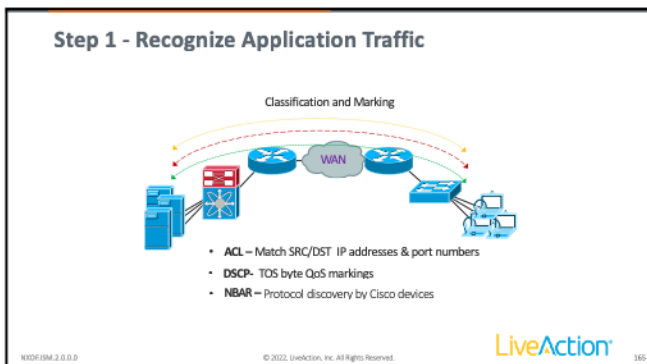 Step 1 - Recognize Application Traffic
Classification and Marking
WAN
• ACL – Match SRC/DST IP addresses & port numbers
• DSCP- TOS byte QoS markings
• NBAR – Protocol discovery by Cisco devices
NXOF.ISM.2.0.0.0
© 2022, LiveAction, Inc. All Rights Reserved.
LiveAction
165